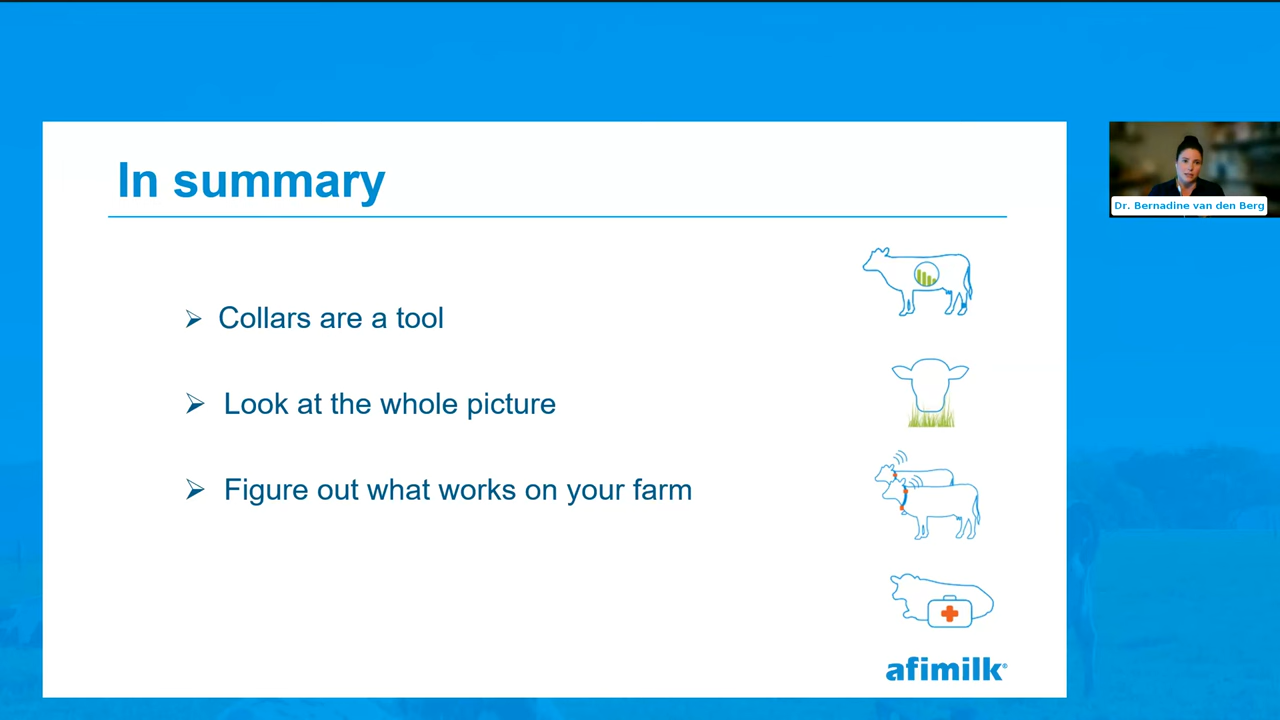 In summary
➢ Collars are a tool
➢ Look at the whole picture
➢ Figure out what works on your farm
afimilk®
Dr. Bernadine van den Berg